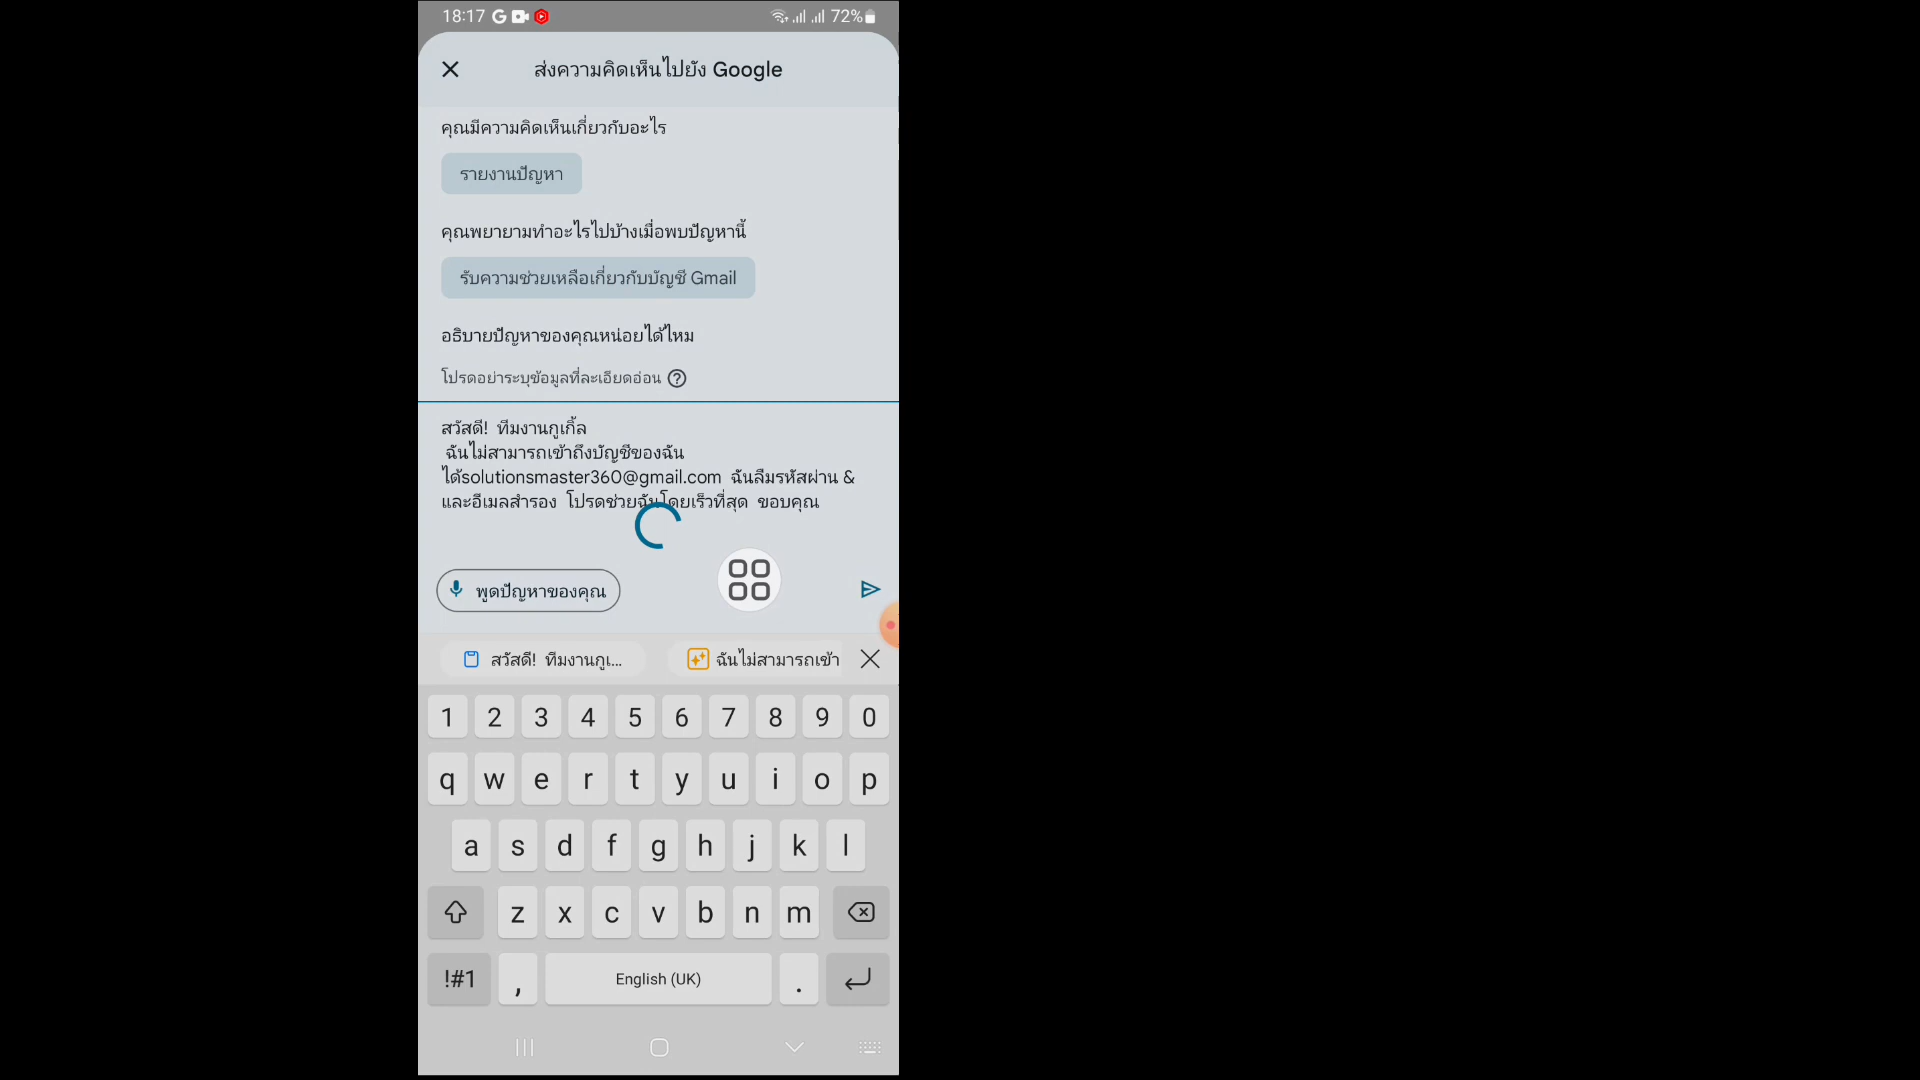 18:17 72%
ส่งความคิดเห็นไปยัง Google
คุณมีความคิดเห็นเกี่ยวกับอะไร
รายงานปัญหา
คุณพยายามทำอะไรไปบ้างเมื่อพบปัญหานี้
รับความช่วยเหลือเกี่ยวกับบัญชี Gmail
อธิบายปัญหาของคุณหน่อยได้ไหม
โปรดอย่าระบุข้อมูลที่ละเอียดอ่อน
สวัสดี! ทีมงานกูเกิ้ล
ฉันไม่สามารถเข้าถึงบัญชีของฉัน
ได้solutionsmaster360@gmail.com ฉันลืมรหัสผ่าน &
และอีเมลสำรอง โปรดช่วยฉันโดยเร็วที่สุด ขอบคุณ
พูดปัญหาของคุณ
สวัสดี! ทีมงานกูเ... ฉันไม่สามารถเข้า
1 2 3 4 5 6 7 8 9 0
q w e r t y u i o p
a s d f g h j k l
z x c v b n m
!#1 , English (UK) .